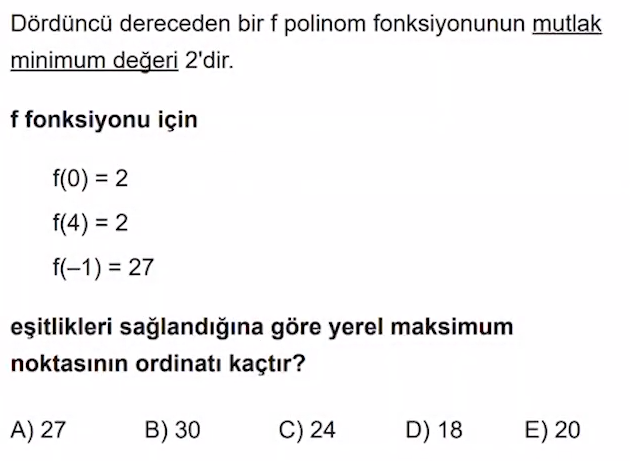 Dördüncü dereceden bir f polinom fonksiyonunun mutlak
minimum değeri 2'dir.
f fonksiyonu için
f(0) = 2
f(4) = 2
f(–1) = 27
eşitlikleri sağlandığına göre yerel maksimum
noktasının ordinatı kaçtır?
A) 27 B) 30 C) 24 D) 18 E) 20